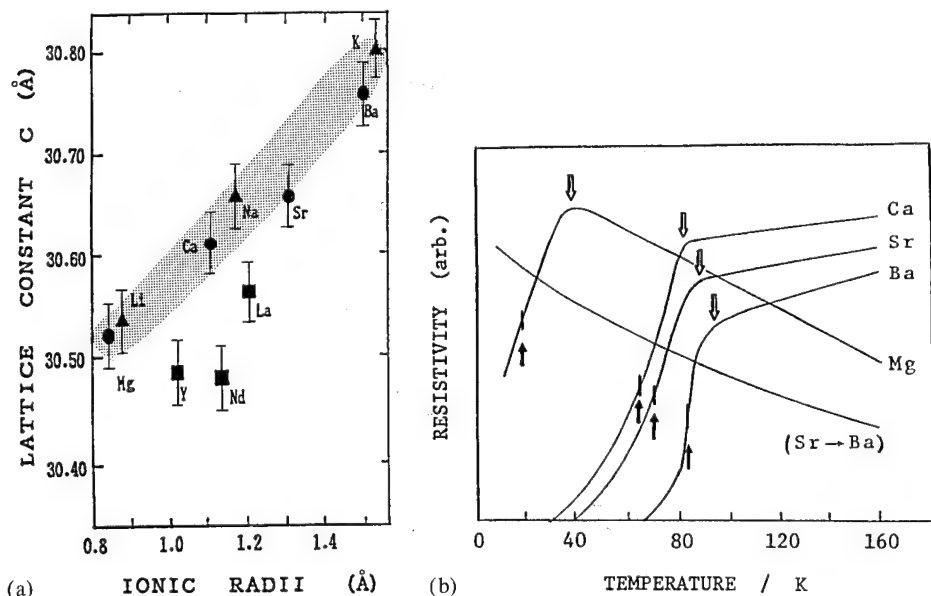 LATTICE CONSTANT C (Å)
30.80
30.70
30.60
30.50
30.40
K
Ba
Na
Sr
Ca
La
Li
Mg
Y
Nd
0.8
1.0
1.2
1.4
(a)
IONIC RADII (Å)
RESISTIVITY (arb.)
Ca
Sr
Ba
Mg
(Sr→Ba)
0
40
80
120
160
(b)
TEMPERATURE / K